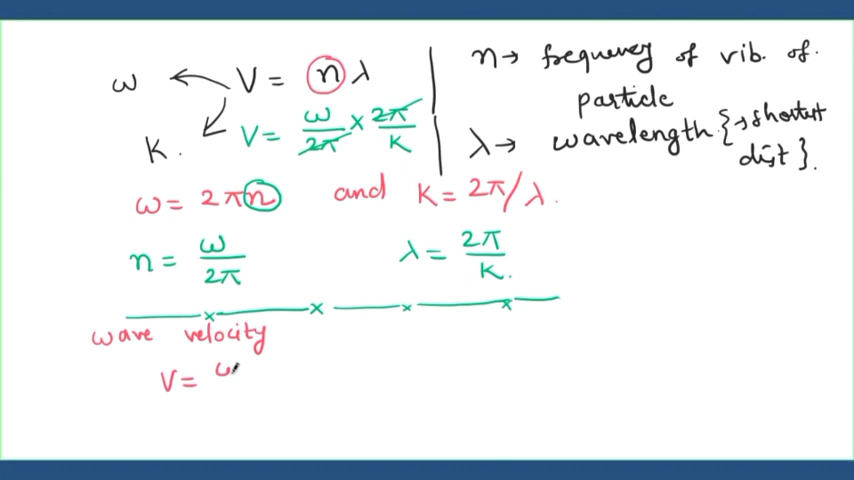 ω ← V = nλ
n → frequency of vib. of.
particle
K.
V = ω/2π × 2π/K
λ → wavelength {→ shortest
dist}.
ω = 2πn and K = 2π/λ.
n = ω/2π
λ = 2π/K.
wave velocity
V = ω